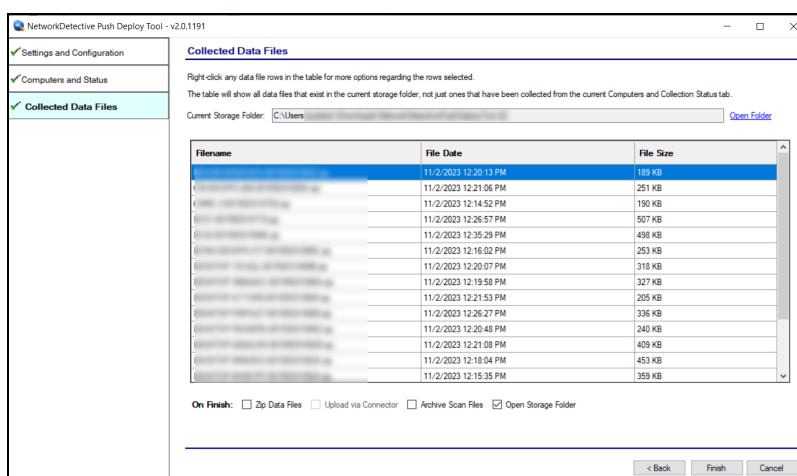 NetworkDetective Push Deploy Tool - v2.0.1191
Settings and Configuration
Computers and Status
Collected Data Files
Collected Data Files
Right-click any data file rows in the table for more options regarding the rows selected.
The table will show all data files that exist in the current storage folder, not just ones that have been collected from the current Computers and Collection Status tab.
Current Storage Folder: C:\Users Open Folder
Filename File Date File Size
11/2/2023 12:20:13 PM 189 KB
11/2/2023 12:21:06 PM 251 KB
11/2/2023 12:14:52 PM 190 KB
11/2/2023 12:26:57 PM 507 KB
11/2/2023 12:35:29 PM 498 KB
11/2/2023 12:16:02 PM 253 KB
11/2/2023 12:20:07 PM 318 KB
11/2/2023 12:19:58 PM 327 KB
11/2/2023 12:21:53 PM 205 KB
11/2/2023 12:26:27 PM 336 KB
11/2/2023 12:20:48 PM 240 KB
11/2/2023 12:21:08 PM 409 KB
11/2/2023 12:18:04 PM 453 KB
11/2/2023 12:15:35 PM 359 KB
On Finish: Zip Data Files Upload via Connector Archive Scan Files Open Storage Folder
< Back Finish Cancel